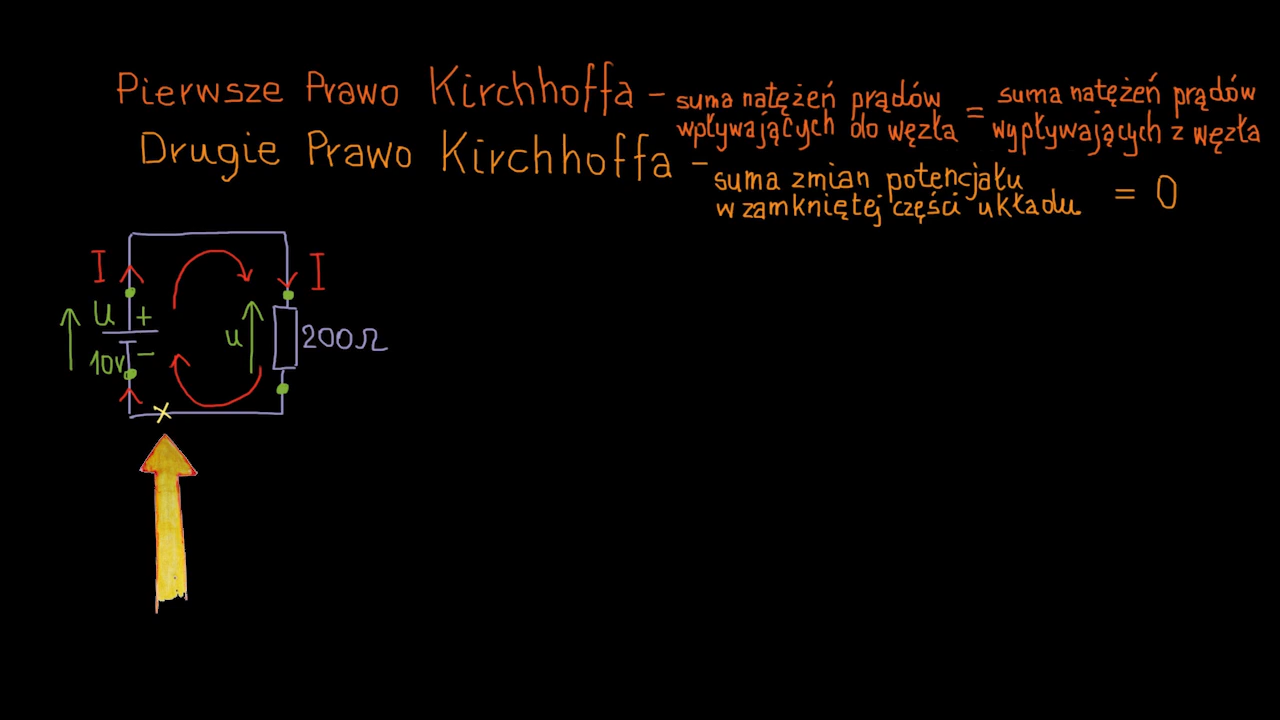 Pierwsze Prawo Kirchhoffa - suma natężeń prądów wpływających do węzła = suma natężeń prądów wypływających z węzła
Drugie Prawo Kirchhoffa - suma zmian potencjału w zamkniętej części układu = 0
I
I
U +
u
200Ω
10V -